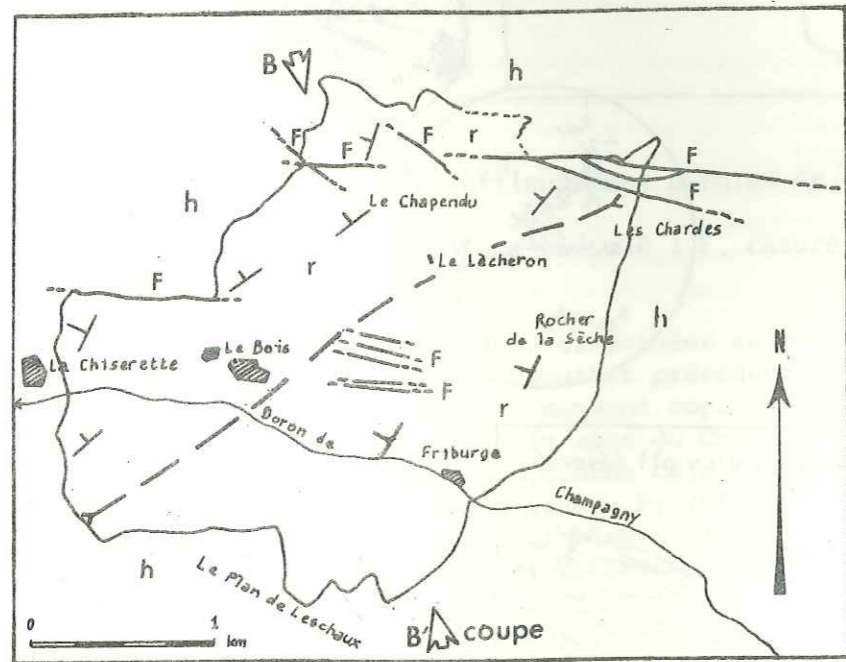 B
h
F
F
F
r
F
F
h
Le Chapendu
Les Chardes
Le Lâcheron
r
F
Rocher
de la Sèche
h
N
La Chiserette
Le Bois
F
F
r
Doron de
Friburge
Champagny
h
Le Plan de Leschaux
0
1
km
B'
coupe